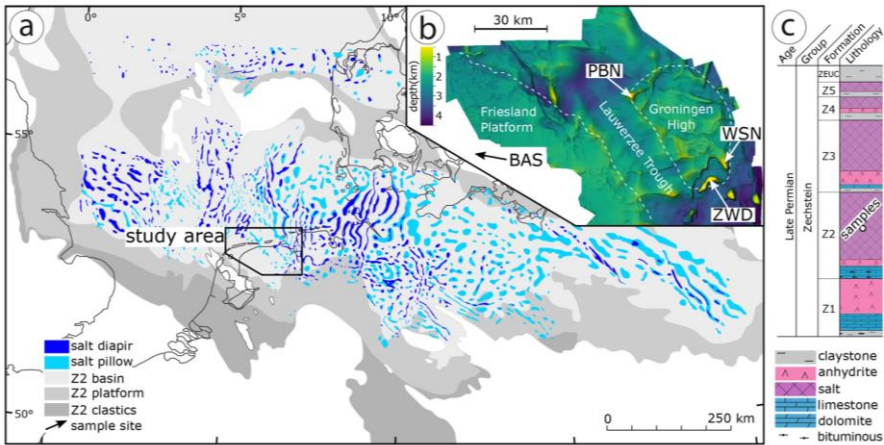 a
0°
5°
10°
55°
50°
study area
salt diapir
salt pillow
Z2 basin
Z2 platform
Z2 clastics
sample site
0
250 km
b
30 km
depth(km)
1
2
3
4
PBN
Friesland
Platform
Lauwerzee Trough
Groningen
High
WSN
BAS
ZWD
c
Age
Group
Formation
Lithology
Late Permian
Zechstein
ZEUC
Z5
Z4
Z3
Z2
Z1
samples
claystone
anhydrite
salt
limestone
dolomite
bituminous